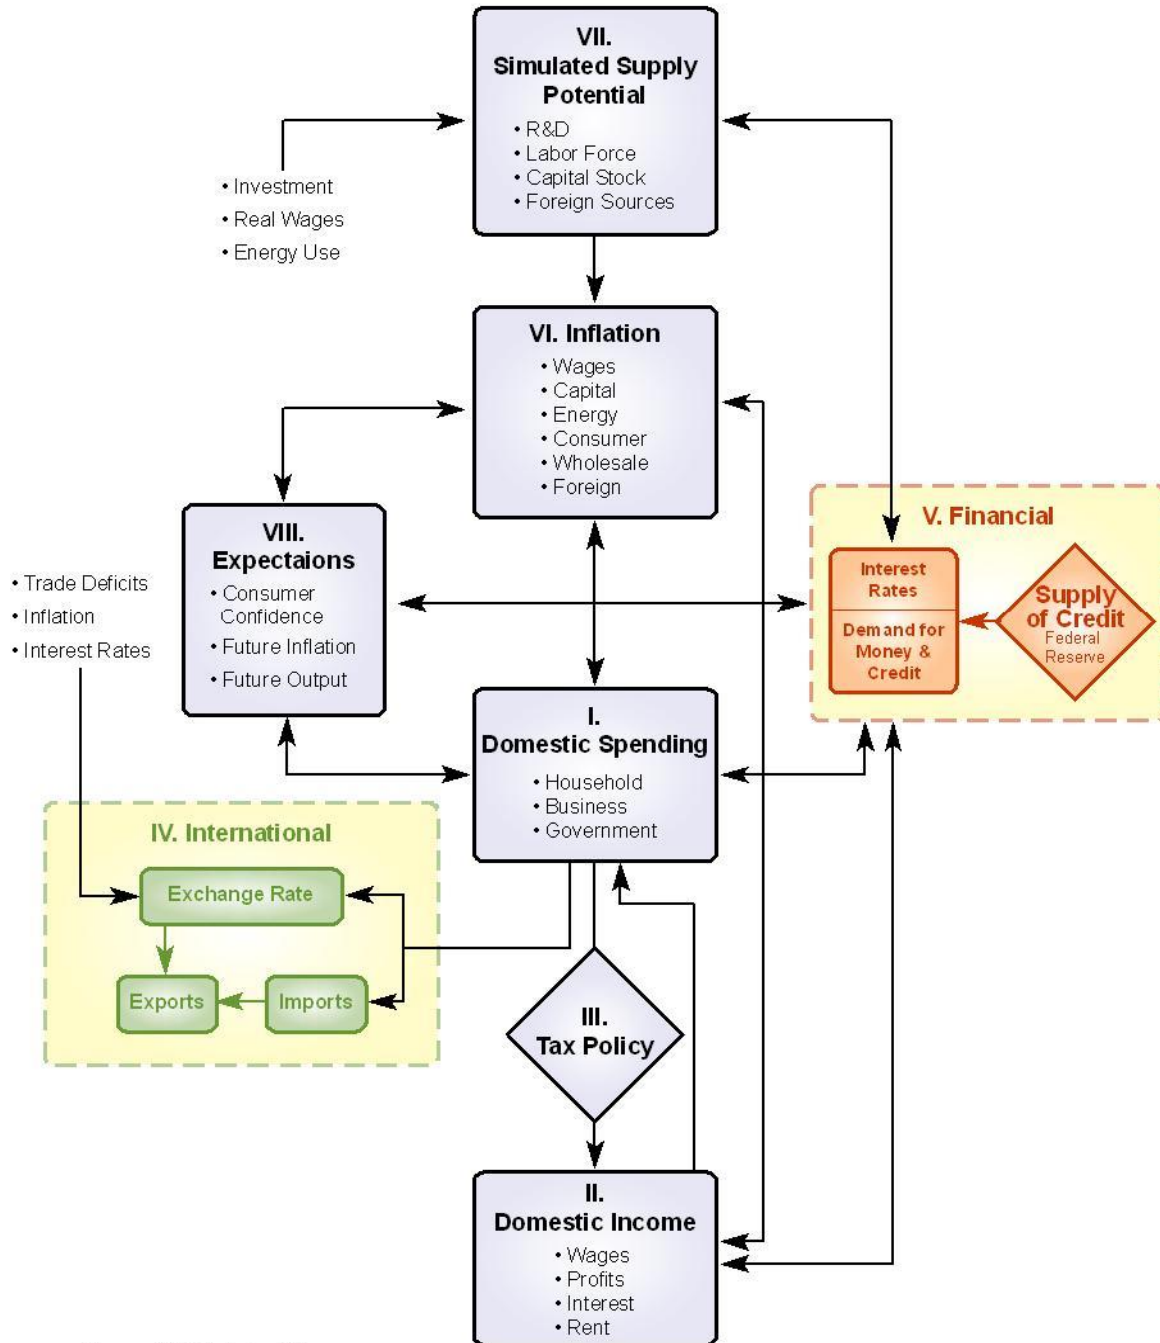 VII.
Simulated Supply
Potential
• R&D
• Labor Force
• Capital Stock
• Foreign Sources
• Investment
• Real Wages
• Energy Use
VI. Inflation
• Wages
• Capital
• Energy
• Consumer
• Wholesale
• Foreign
VIII.
Expectaions
• Consumer
Confidence
• Future Inflation
• Future Output
• Trade Deficits
• Inflation
• Interest Rates
V. Financial
Interest
Rates
Demand for
Money &
Credit
Supply
of Credit
Federal
Reserve
I.
Domestic Spending
• Household
• Business
• Government
IV. International
Exchange Rate
Exports
Imports
III.
Tax Policy
II.
Domestic Income
• Wages
• Profits
• Interest
• Rent